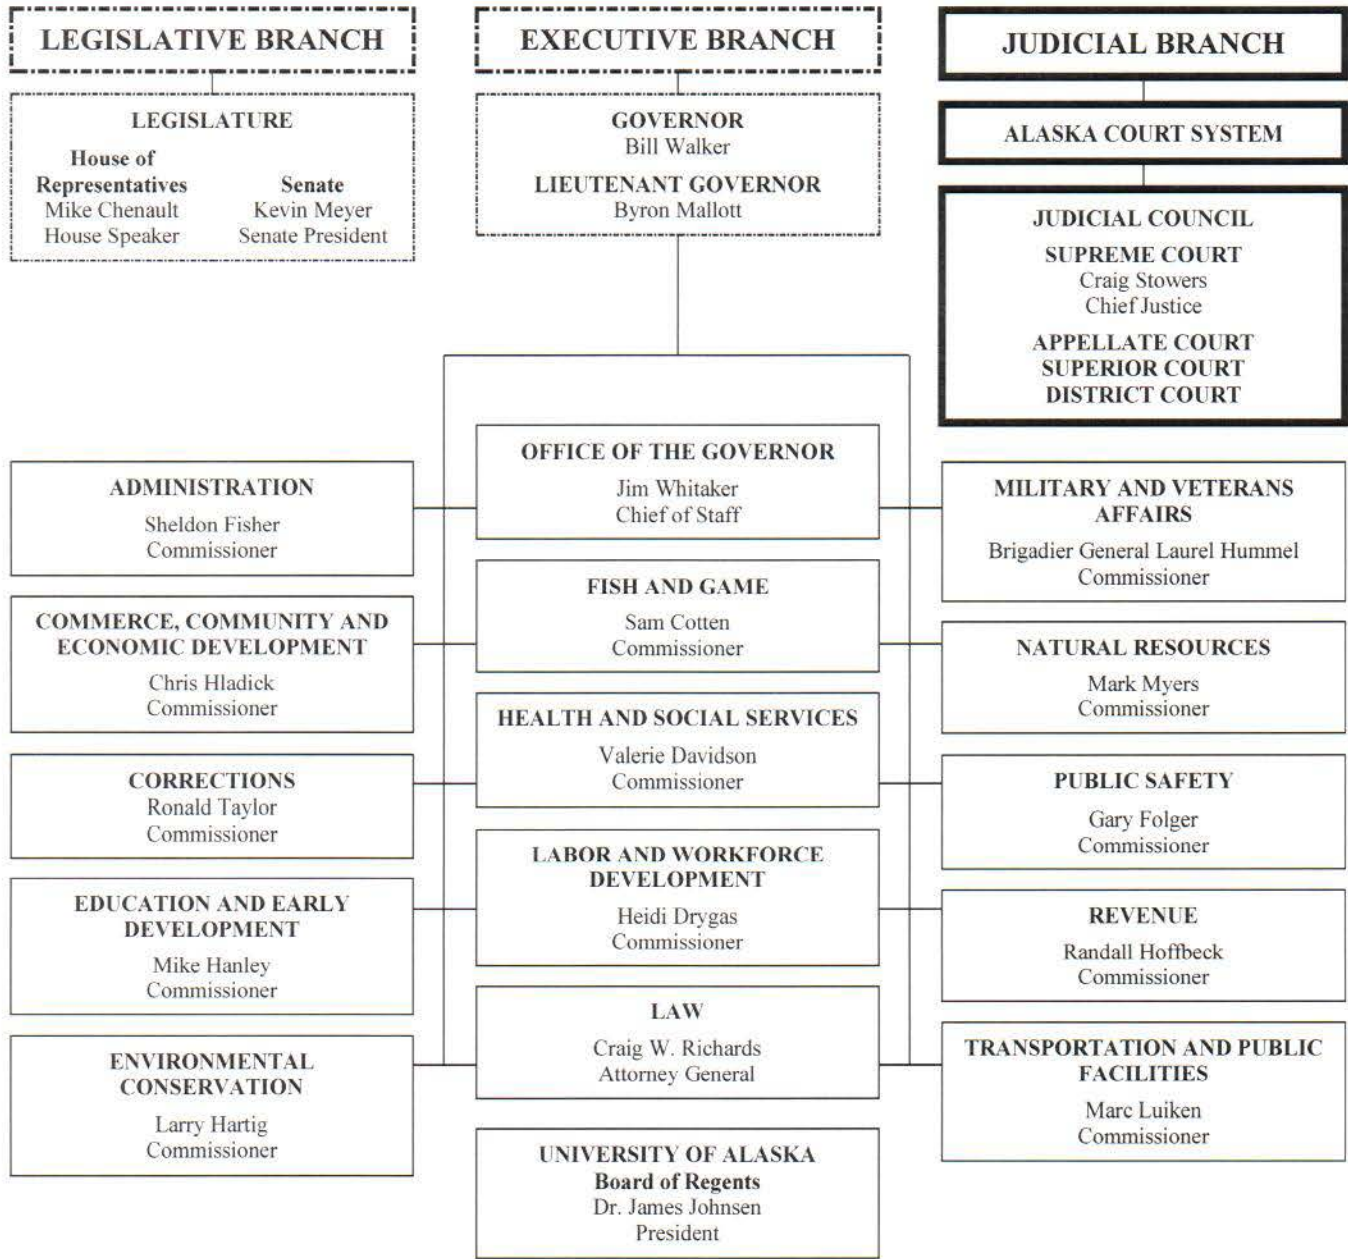 LEGISLATIVE BRANCH
LEGISLATURE
House of
Representatives
Mike Chenault
House Speaker
Senate
Kevin Meyer
Senate President
EXECUTIVE BRANCH
GOVERNOR
Bill Walker
LIEUTENANT GOVERNOR
Byron Mallott
JUDICIAL BRANCH
ALASKA COURT SYSTEM
JUDICIAL COUNCIL
SUPREME COURT
Craig Stowers
Chief Justice
APPELLATE COURT
SUPERIOR COURT
DISTRICT COURT
ADMINISTRATION
Sheldon Fisher
Commissioner
COMMERCE, COMMUNITY AND
ECONOMIC DEVELOPMENT
Chris Hladick
Commissioner
CORRECTIONS
Ronald Taylor
Commissioner
EDUCATION AND EARLY
DEVELOPMENT
Mike Hanley
Commissioner
ENVIRONMENTAL
CONSERVATION
Larry Hartig
Commissioner
OFFICE OF THE GOVERNOR
Jim Whitaker
Chief of Staff
FISH AND GAME
Sam Cotten
Commissioner
HEALTH AND SOCIAL SERVICES
Valerie Davidson
Commissioner
LABOR AND WORKFORCE
DEVELOPMENT
Heidi Drygas
Commissioner
LAW
Craig W. Richards
Attorney General
UNIVERSITY OF ALASKA
Board of Regents
Dr. James Johnsen
President
MILITARY AND VETERANS
AFFAIRS
Brigadier General Laurel Hummel
Commissioner
NATURAL RESOURCES
Mark Myers
Commissioner
PUBLIC SAFETY
Gary Folger
Commissioner
REVENUE
Randall Hoffbeck
Commissioner
TRANSPORTATION AND PUBLIC
FACILITIES
Marc Luiken
Commissioner